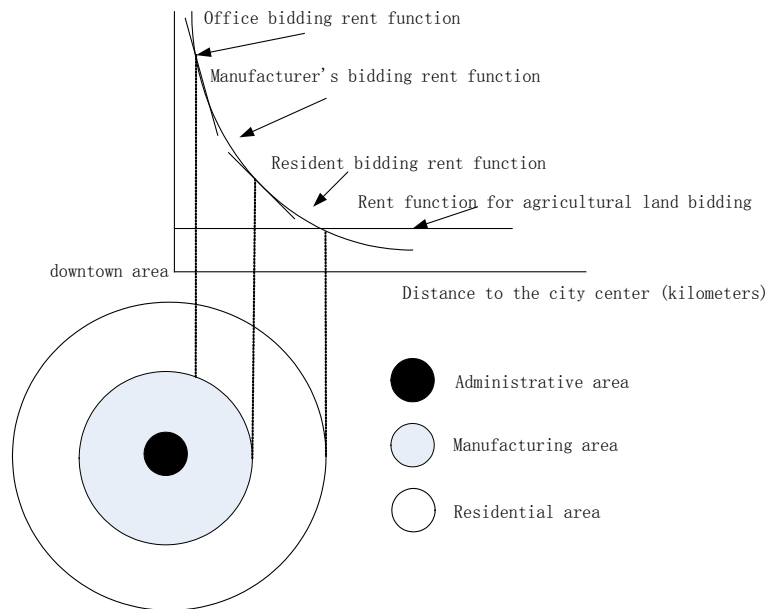 Office bidding rent function
Manufacturer's bidding rent function
Resident bidding rent function
Rent function for agricultural land bidding
downtown area
Distance to the city center (kilometers)
Administrative area
Manufacturing area
Residential area